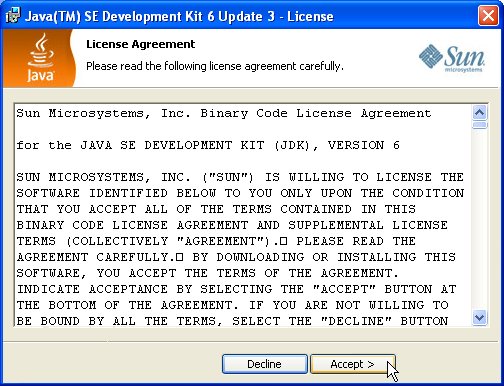 Java(TM) SE Development Kit 6 Update 3 - License
License Agreement
Please read the following license agreement carefully.
Java
Sun
microsystems
Sun Microsystems, Inc. Binary Code License Agreement
for the JAVA SE DEVELOPMENT KIT (JDK), VERSION 6
SUN MICROSYSTEMS, INC. ("SUN") IS WILLING TO LICENSE THE
SOFTWARE IDENTIFIED BELOW TO YOU ONLY UPON THE CONDITION
THAT YOU ACCEPT ALL OF THE TERMS CONTAINED IN THIS
BINARY CODE LICENSE AGREEMENT AND SUPPLEMENTAL LICENSE
TERMS (COLLECTIVELY "AGREEMENT").□ PLEASE READ THE
AGREEMENT CAREFULLY.□ BY DOWNLOADING OR INSTALLING THIS
SOFTWARE, YOU ACCEPT THE TERMS OF THE AGREEMENT.
INDICATE ACCEPTANCE BY SELECTING THE "ACCEPT" BUTTON AT
THE BOTTOM OF THE AGREEMENT. IF YOU ARE NOT WILLING TO
BE BOUND BY ALL THE TERMS, SELECT THE "DECLINE" BUTTON
Decline
Accept >